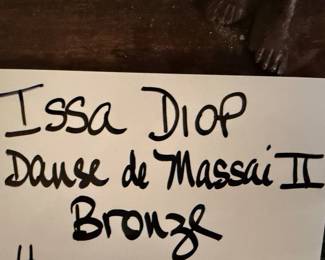 Issa Diop
Danse de Massai II
Bronze